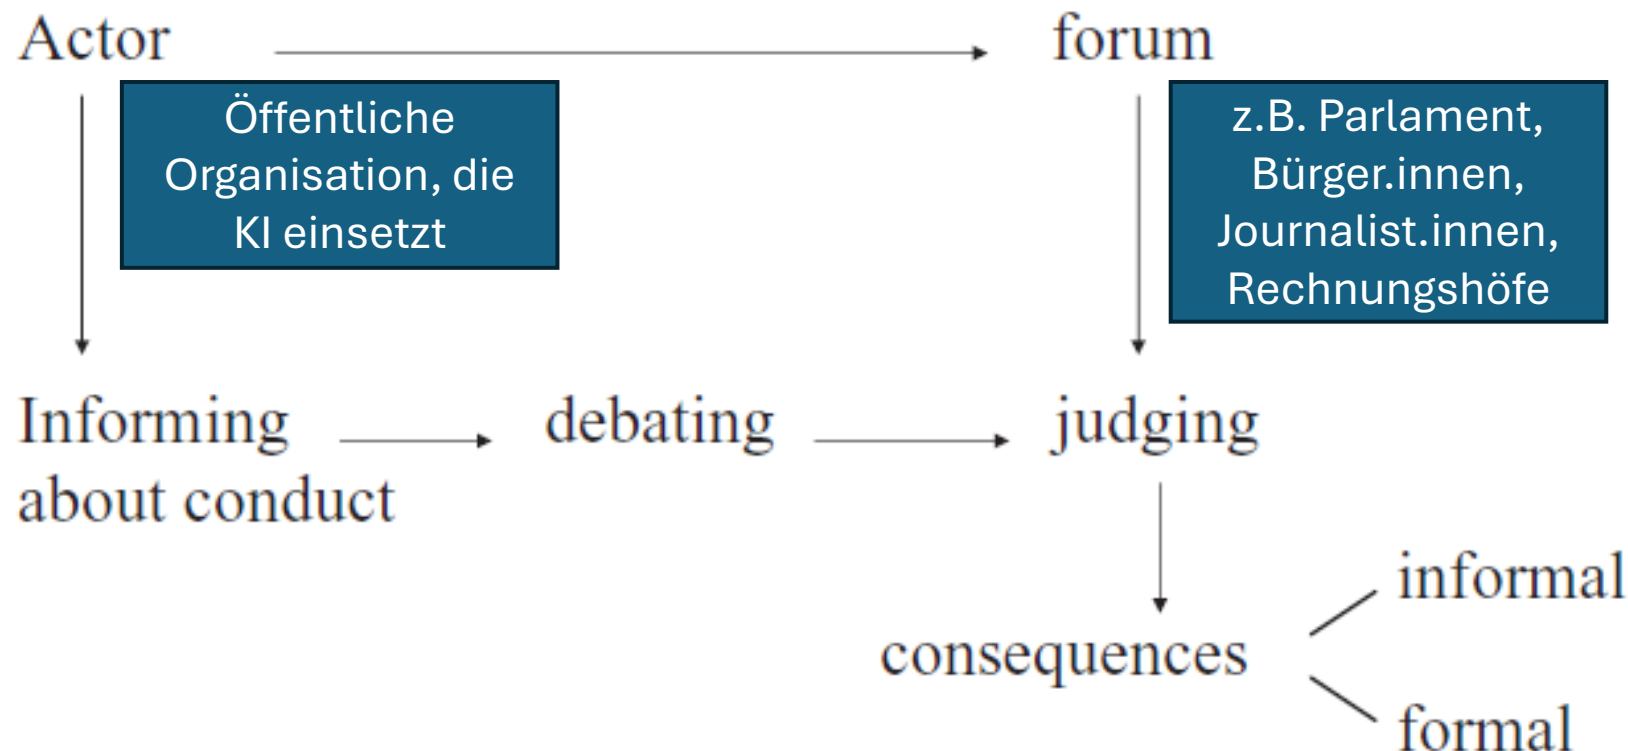 Actor
forum
Öffentliche
Organisation, die
KI einsetzt
z.B. Parlament,
Bürger.innen,
Journalist.innen,
Rechnungshöfe
Informing
about conduct
debating
judging
consequences
informal
formal